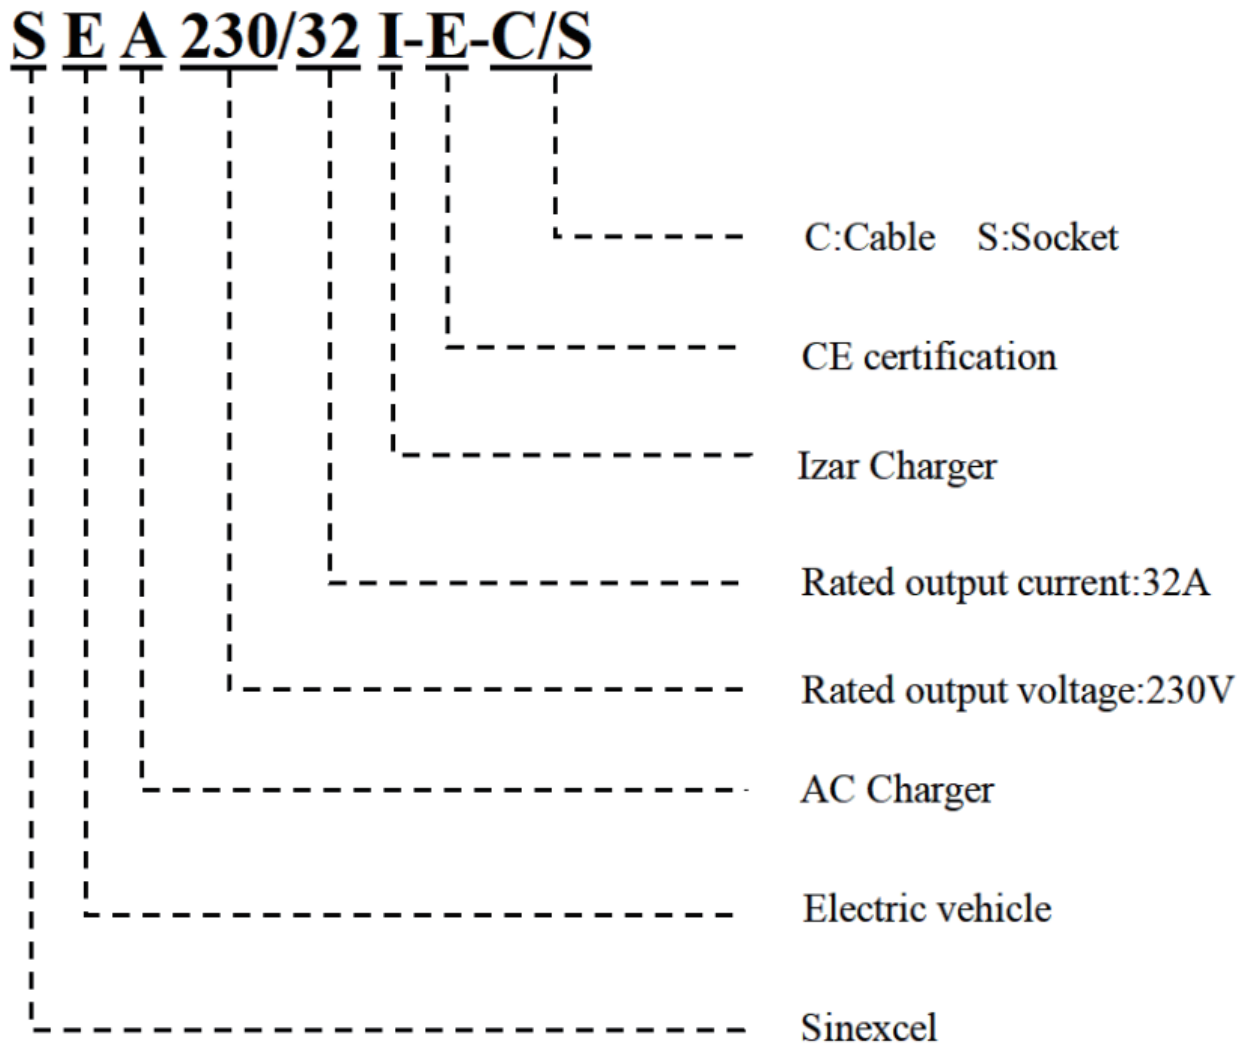 S E A 230/32 I-E-C/S
C:Cable S:Socket
CE certification
Izar Charger
Rated output current:32A
Rated output voltage:230V
AC Charger
Electric vehicle
Sinexcel